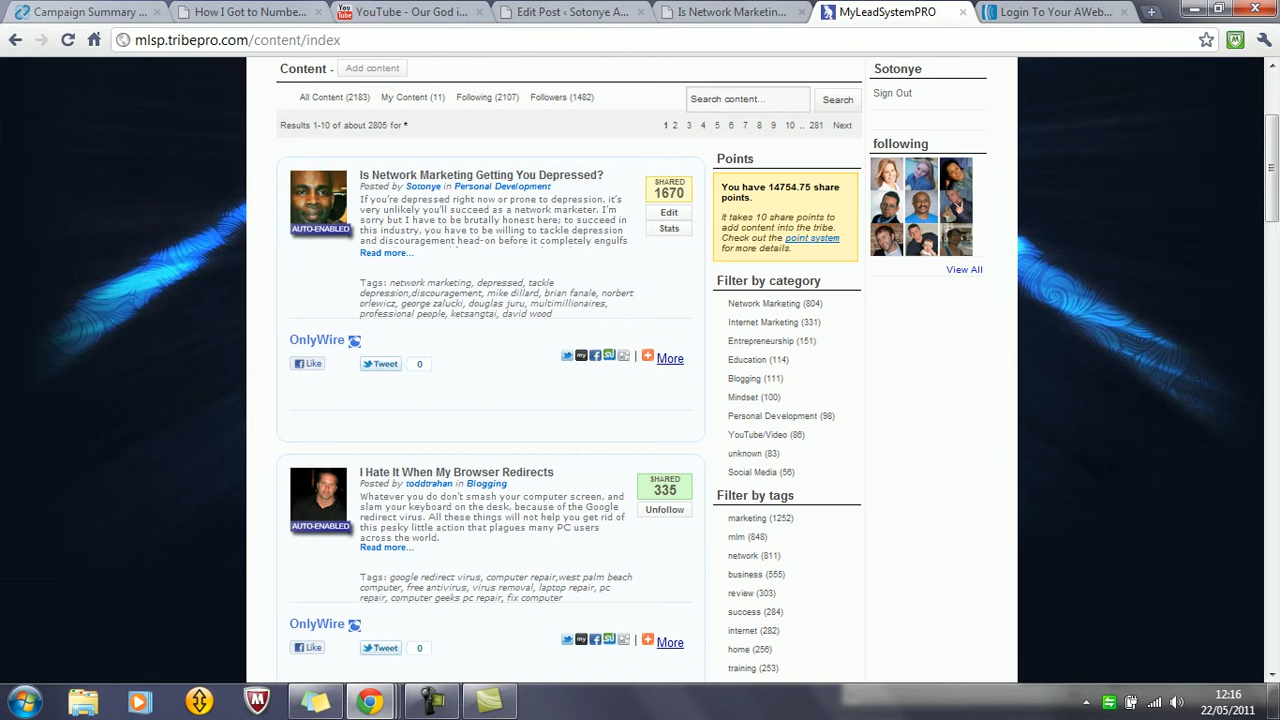 Campaign Summary ...
How I Got to Numbe
YouTube - Our God i
Edit Post ‹ Sotonye A
Is Network Marketin
MyLeadSystemPRO
Login To Your AWeb
mlsp.tribepro.com/content/index
Content - Add content
All Content (2183) My Content (11) Following (2107) Followers (1482)
Search content... Search
Results 1-10 of about 2805 for *
1 2 3 4 5 6 7 8 9 10 .. 281 Next
Is Network Marketing Getting You Depressed?
Posted by Sotonye in Personal Development
If you're depressed right now or prone to depression, it's
very unlikely you'll succeed as a network marketer. I'm
sorry but I have to be brutally honest here; to succeed in
this industry, you have to be willing to tackle depression
and discouragement head-on before it completely engulfs
Read more...
AUTO-ENABLED
SHARED
1670
Edit
Stats
Tags: network marketing, depressed, tackle
depression,discouragement, mike dillard, brian fanale, norbert
orlewicz, george zalucki, douglas juru, multimillionaires,
professional people, ketsangtai, david wood
OnlyWire
Like Tweet 0
| More
I Hate It When My Browser Redirects
Posted by toddtrahan in Blogging
Whatever you do don't smash your computer screen, and
slam your keyboard on the desk, because of the Google
redirect virus. All these things will not help you get rid of
this pesky little action that plagues many PC users
across the world.
Read more...
AUTO-ENABLED
SHARED
335
Unfollow
Tags: google redirect virus, computer repair,west palm beach
computer, free antivirus, virus removal, laptop repair, pc
repair, computer geeks pc repair, fix computer
OnlyWire
Like Tweet 0
| More
Points
You have 14754.75 share
points.
It takes 10 share points to
add content into the tribe.
Check out the point system
for more details.
Filter by category
Network Marketing (804)
Internet Marketing (331)
Entrepreneurship (151)
Education (114)
Blogging (111)
Mindset (100)
Personal Development (98)
YouTube/Video (86)
unknown (83)
Social Media (56)
Filter by tags
marketing (1252)
mlm (848)
network (811)
business (555)
review (303)
success (284)
internet (282)
home (256)
training (253)
Sotonye
Sign Out
following
View All
12:16
22/05/2011